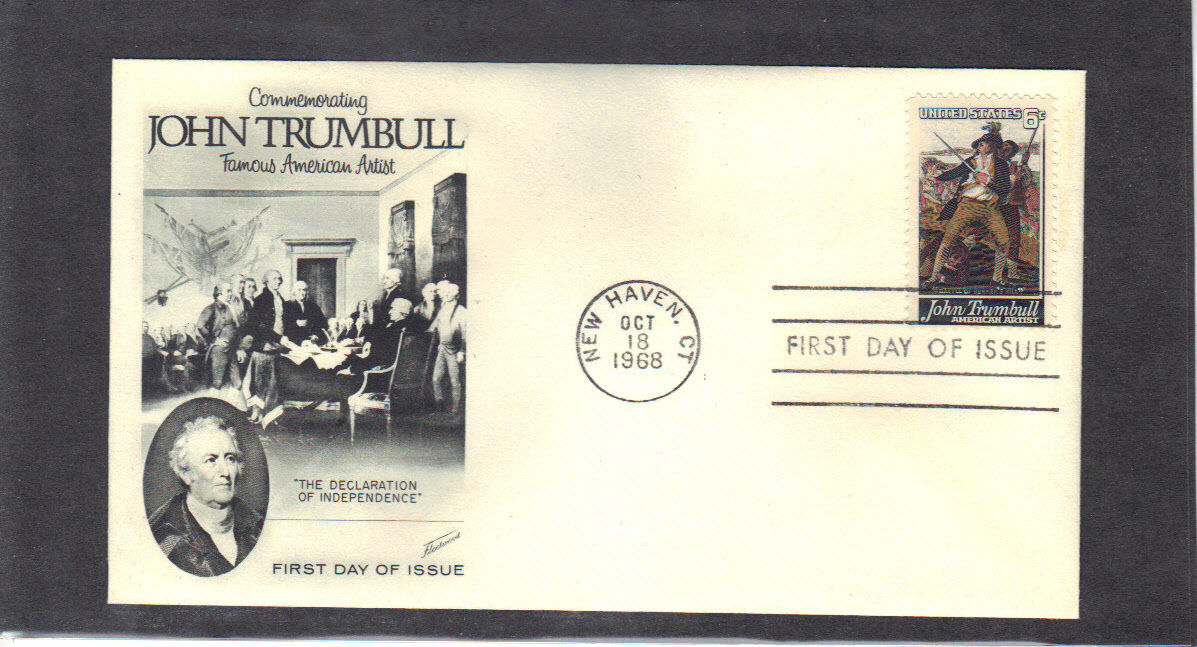 Commemorating
JOHN TRUMBULL
Famous American Artist
"THE DECLARATION
OF INDEPENDENCE"
Fleetwood
FIRST DAY OF ISSUE
NEW HAVEN, CT
OCT
18
1968
UNITED STATES 6c
John Trumbull
AMERICAN ARTIST
FIRST DAY OF ISSUE